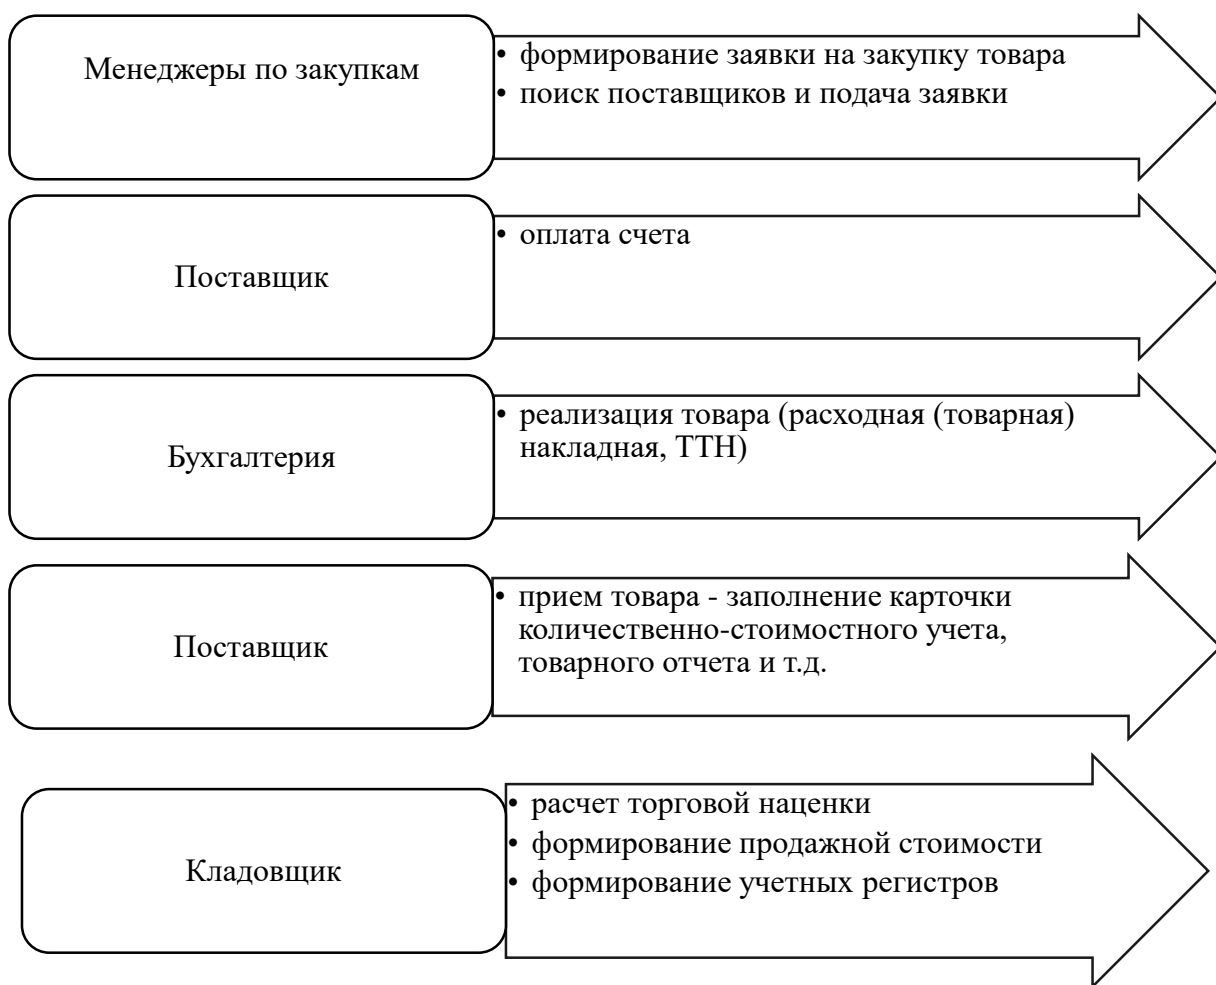 Менеджеры по закупкам
• формирование заявки на закупку товара
• поиск поставщиков и подача заявки
Поставщик
• оплата счета
Бухгалтерия
• реализация товара (расходная (товарная)
накладная, ТТН)
Поставщик
• прием товара - заполнение карточки
количественно-стоимостного учета,
товарного отчета и т.д.
Кладовщик
• расчет торговой наценки
• формирование продажной стоимости
• формирование учетных регистров